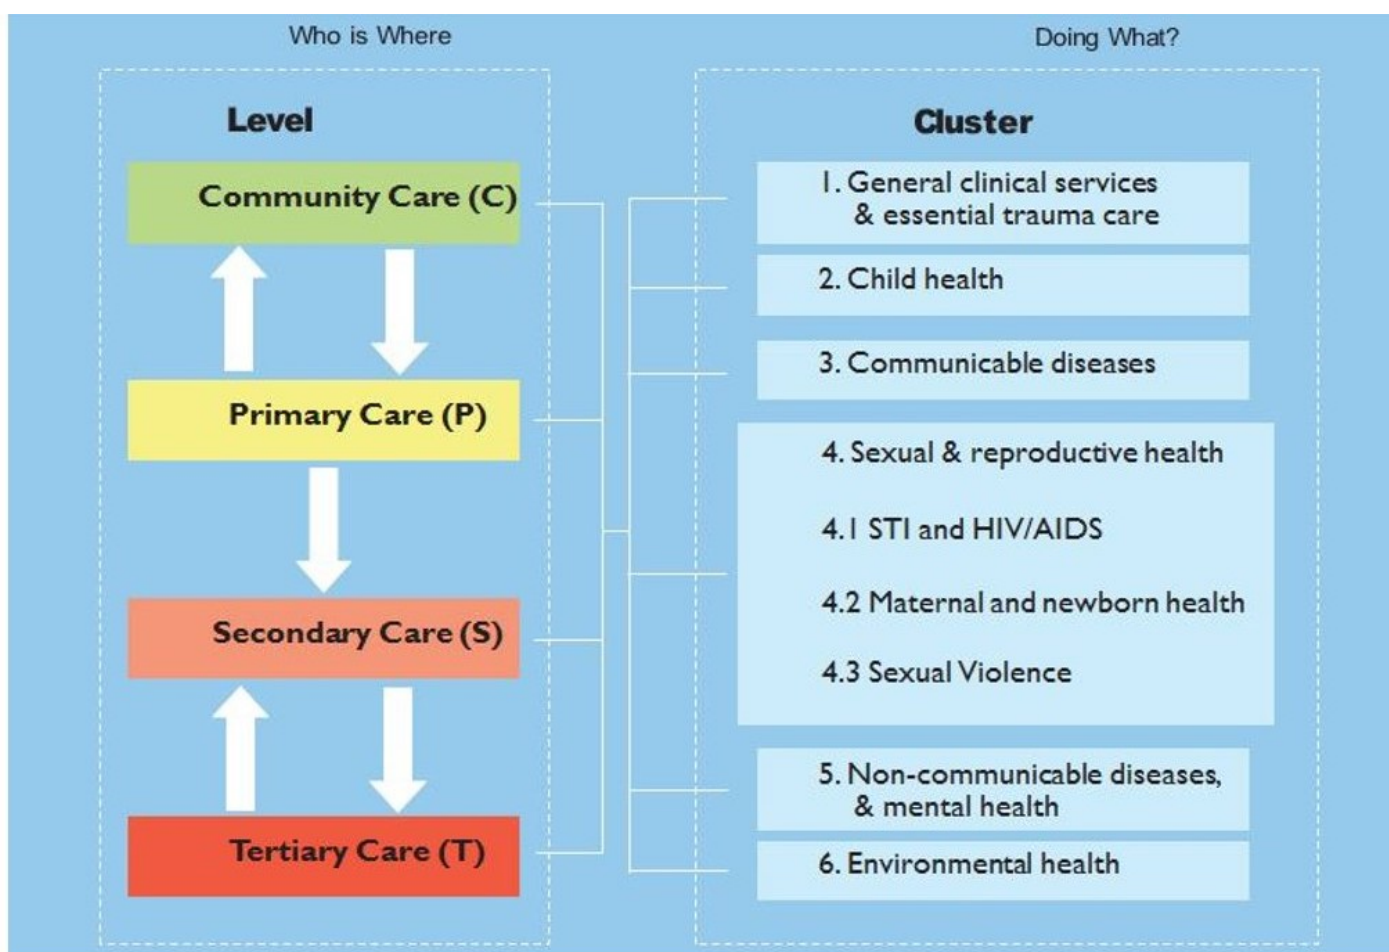 Who is Where
Doing What?
Level
Community Care (C)
Primary Care (P)
Secondary Care (S)
Tertiary Care (T)
Cluster
1. General clinical services
& essential trauma care
2. Child health
3. Communicable diseases
4. Sexual & reproductive health
4.1 STI and HIV/AIDS
4.2 Maternal and newborn health
4.3 Sexual Violence
5. Non-communicable diseases,
& mental health
6. Environmental health